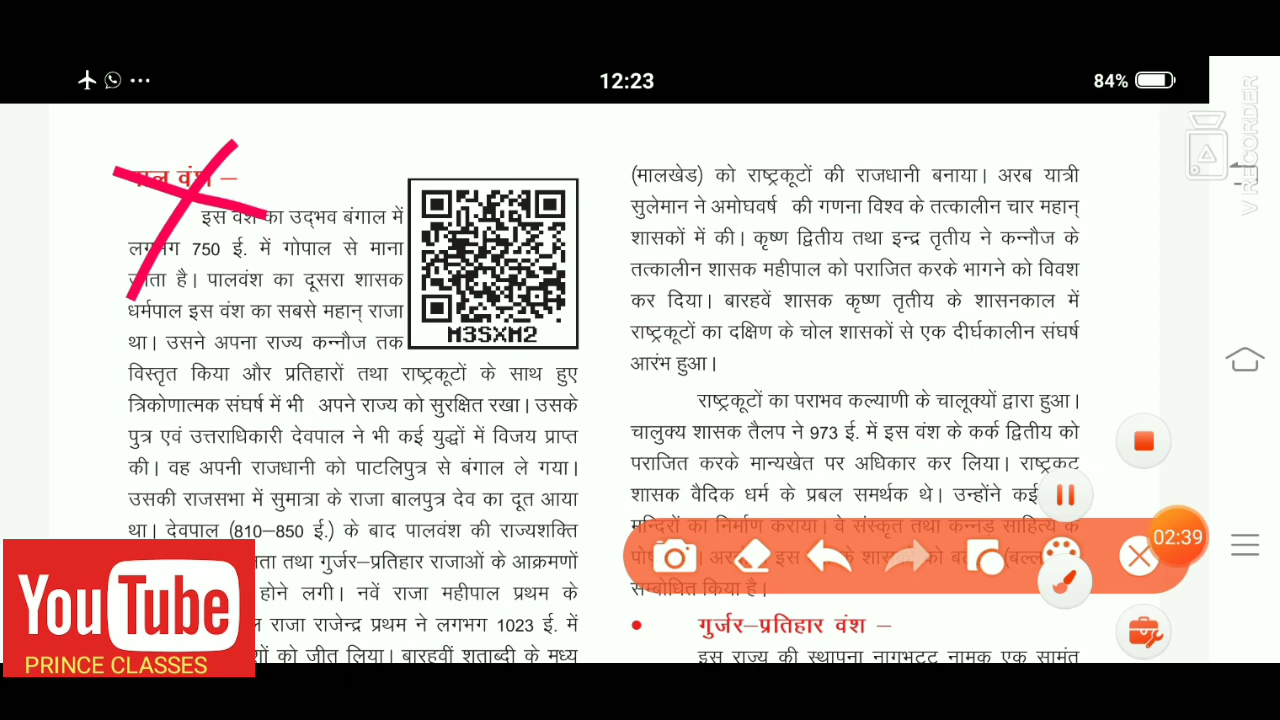 12:23
84%
वंश –
इस वंश का उद्भव बंगाल में
लगभग 750 ई. में गोपाल से माना
जाता है। पालवंश का दूसरा शासक
धर्मपाल इस वंश का सबसे महान् राजा
था। उसने अपना राज्य कन्नौज तक
विस्तृत किया और प्रतिहारों तथा राष्ट्रकूटों के साथ हुए
त्रिकोणात्मक संघर्ष में भी अपने राज्य को सुरक्षित रखा। उसके
पुत्र एवं उत्तराधिकारी देवपाल ने भी कई युद्धों में विजय प्राप्त
की। वह अपनी राजधानी को पाटलिपुत्र से बंगाल ले गया।
उसकी राजसभा में सुमात्रा के राजा बालपुत्र देव का दूत आया
था। देवपाल (810–850 ई.) के बाद पालवंश की राज्यशक्ति
तथा गुर्जर–प्रतिहार राजाओं के आक्रमणों
होने लगी। नवें राजा महीपाल प्रथम के
राजा राजेन्द्र प्रथम ने लगभग 1023 ई. में
को जीत लिया। बारहवीं शताब्दी के मध्य
M3SXM2
(मालखेड) को राष्ट्रकूटों की राजधानी बनाया। अरब यात्री
सुलेमान ने अमोघवर्ष की गणना विश्व के तत्कालीन चार महान्
शासकों में की। कृष्ण द्वितीय तथा इन्द्र तृतीय ने कन्नौज के
तत्कालीन शासक महीपाल को पराजित करके भागने को विवश
कर दिया। बारहवें शासक कृष्ण तृतीय के शासनकाल में
राष्ट्रकूटों का दक्षिण के चोल शासकों से एक दीर्घकालीन संघर्ष
आरंभ हुआ।
राष्ट्रकूटों का पराभव कल्याणी के चालूक्यों द्वारा हुआ।
चालुक्य शासक तैलप ने 973 ई. में इस वंश के कर्क द्वितीय को
पराजित करके मान्यखेत पर अधिकार कर लिया। राष्ट्रकूट
शासक वैदिक धर्म के प्रबल समर्थक थे। उन्होंने कई
मन्दिरों का निर्माण कराया। वे संस्कृत तथा कन्नड़ साहित्य के
इस के को
सम्बोधित किया है।
• गुर्जर–प्रतिहार वंश –
इस राज्य की स्थापना नागभट्ट नामक एक सामंत
02:39
V RECORDER
YouTube
PRINCE CLASSES